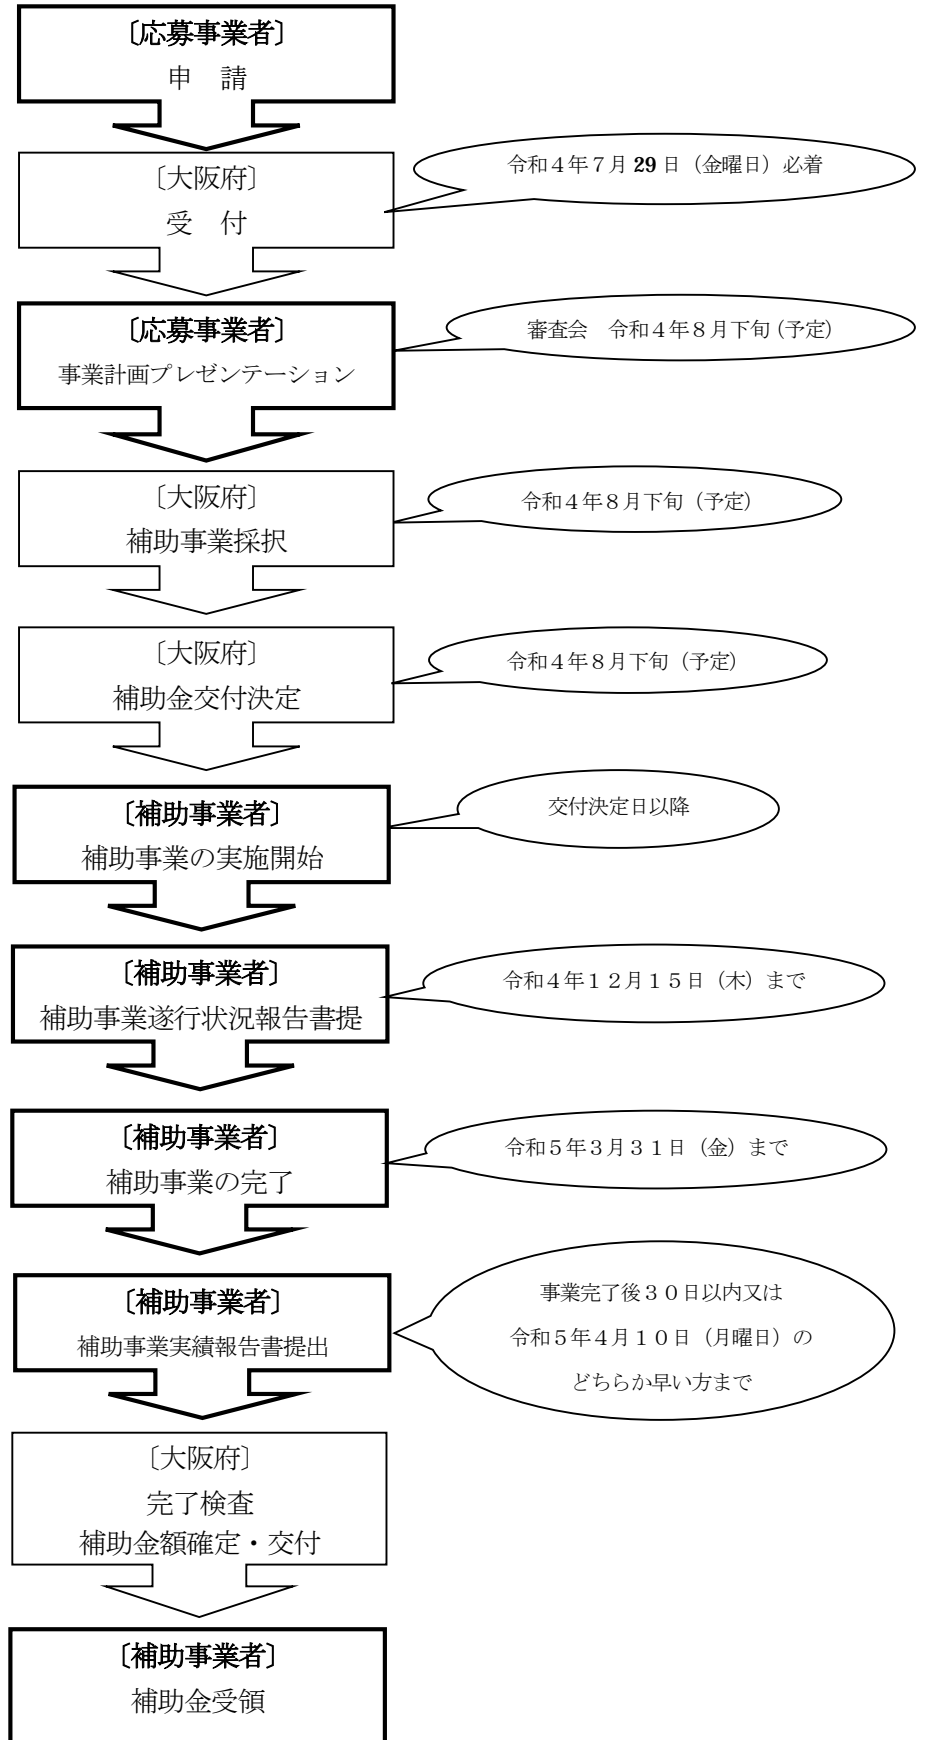 〔応募事業者〕
申　請
〔大阪府〕
受　付
令和４年７月 29 日（金曜日）必着
〔応募事業者〕
事業計画プレゼンテーション
審査会　令和４年８月下旬（予定）
〔大阪府〕
補助事業採択
令和４年８月下旬（予定）
〔大阪府〕
補助金交付決定
令和４年８月下旬（予定）
〔補助事業者〕
補助事業の実施開始
交付決定日以降
〔補助事業者〕
補助事業遂行状況報告書提
令和４年１２月１５日（木）まで
〔補助事業者〕
補助事業の完了
令和５年３月３１日（金）まで
〔補助事業者〕
補助事業実績報告書提出
事業完了後３０日以内又は
令和５年４月１０日（月曜日）の
どちらか早い方まで
〔大阪府〕
完了検査
補助金額確定・交付
〔補助事業者〕
補助金受領